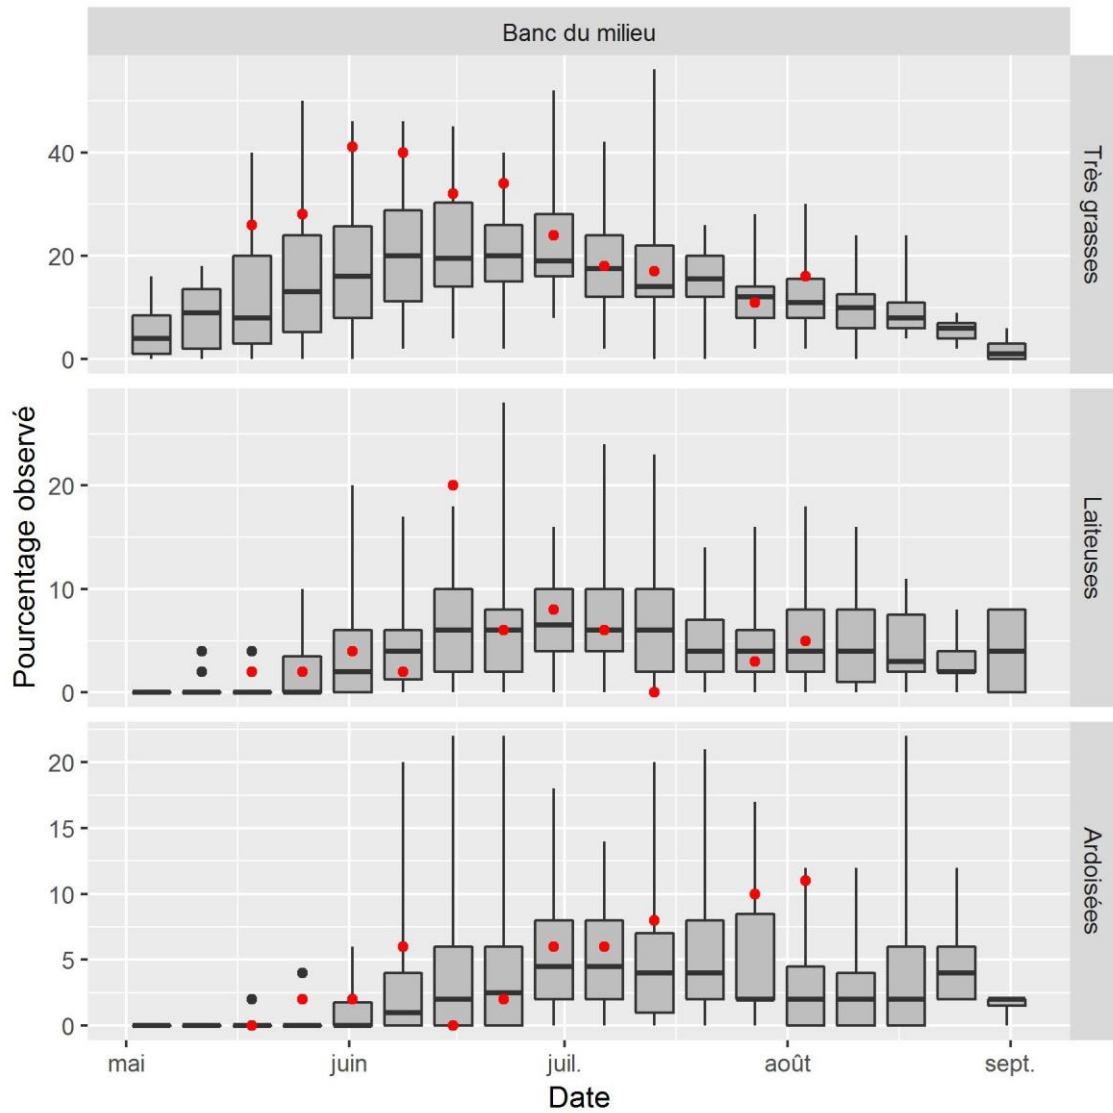 Banc du milieu
Pourcentage observé
40
20
0
Très grasses
20
10
0
Laiteuses
20
15
10
5
0
Ardoisées
mai juin juil. août sept.
Date